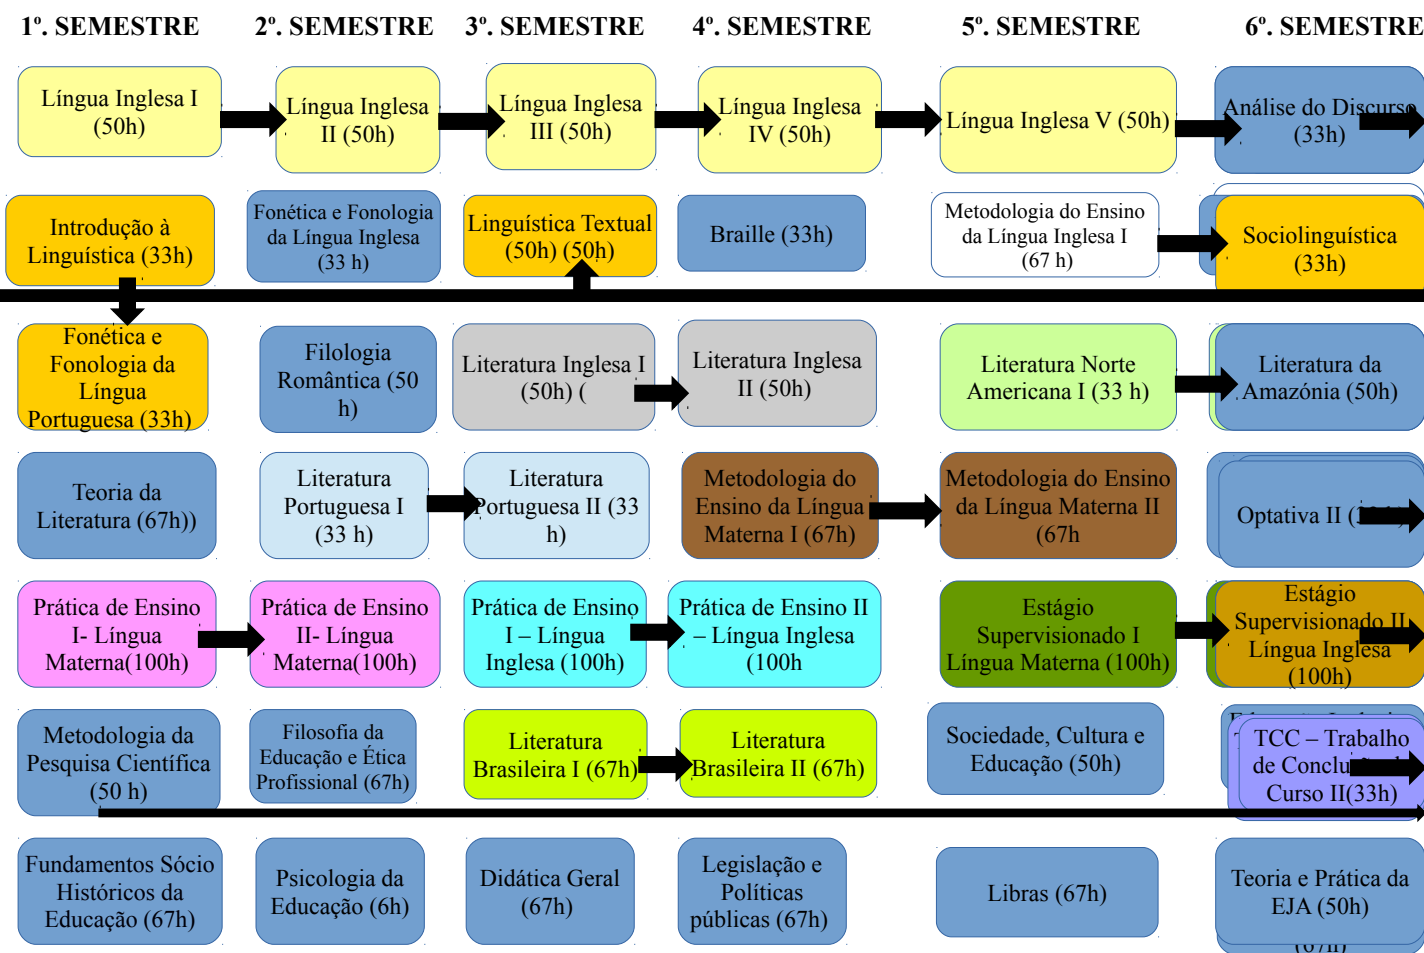 1º. SEMESTRE
2º. SEMESTRE
3º. SEMESTRE
4º. SEMESTRE
5º. SEMESTRE
6º. SEMESTRE
Língua Inglesa I
(50h)
Língua Inglesa
II (50h)
Língua Inglesa
III (50h)
Língua Inglesa
IV (50h)
Língua Inglesa V (50h)
Análise do Discurso
(33h)
Introdução à
Linguística (33h)
Fonética e Fonologia
da Língua Inglesa
(33 h)
Linguística Textual
(50h) (50h)
Braille (33h)
Metodologia do Ensino
da Língua Inglesa I
(67 h)
Sociolinguística
(33h)
Fonética e
Fonologia da
Língua
Portuguesa (33h)
Filologia
Romântica (50
h)
Literatura Inglesa I
(50h) (
Literatura Inglesa
II (50h)
Literatura Norte
Americana I (33 h)
Literatura da
Amazónia (50h)
Teoria da
Literatura (67h))
Literatura
Portuguesa I
(33 h)
Literatura
Portuguesa II (33
h)
Metodologia do
Ensino da Língua
Materna I (67h)
Metodologia do Ensino
da Língua Materna II
(67h
Optativa II
Prática de Ensino
I- Língua
Materna(100h)
Prática de Ensino
II- Língua
Materna(100h)
Prática de Ensino
I – Língua
Inglesa (100h)
Prática de Ensino II
– Língua Inglesa
(100h
Estágio
Supervisionado I
Língua Materna (100h)
Estágio
Supervisionado II
Língua Inglesa
(100h)
Metodologia da
Pesquisa Científica
(50 h)
Filosofia da
Educação e Ética
Profissional (67h)
Literatura
Brasileira I (67h)
Literatura
Brasileira II (67h)
Sociedade, Cultura e
Educação (50h)
TCC – Trabalho
de Conclusão
Curso II(33h)
Fundamentos Sócio
Históricos da
Educação (67h)
Psicologia da
Educação (6h)
Didática Geral
(67h)
Legislação e
Políticas
públicas (67h)
Libras (67h)
Teoria e Prática da
EJA (50h)
(67h)